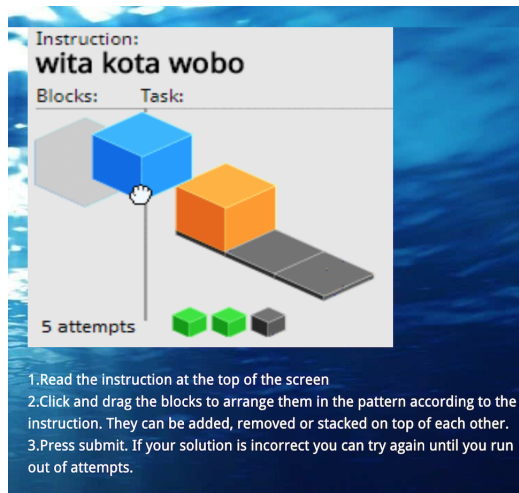 Instruction:
wita kota wobo
Blocks: Task:
5 attempts
1.Read the instruction at the top of the screen
2.Click and drag the blocks to arrange them in the pattern according to the
instruction. They can be added, removed or stacked on top of each other.
3.Press submit. If your solution is incorrect you can try again until you run
out of attempts.